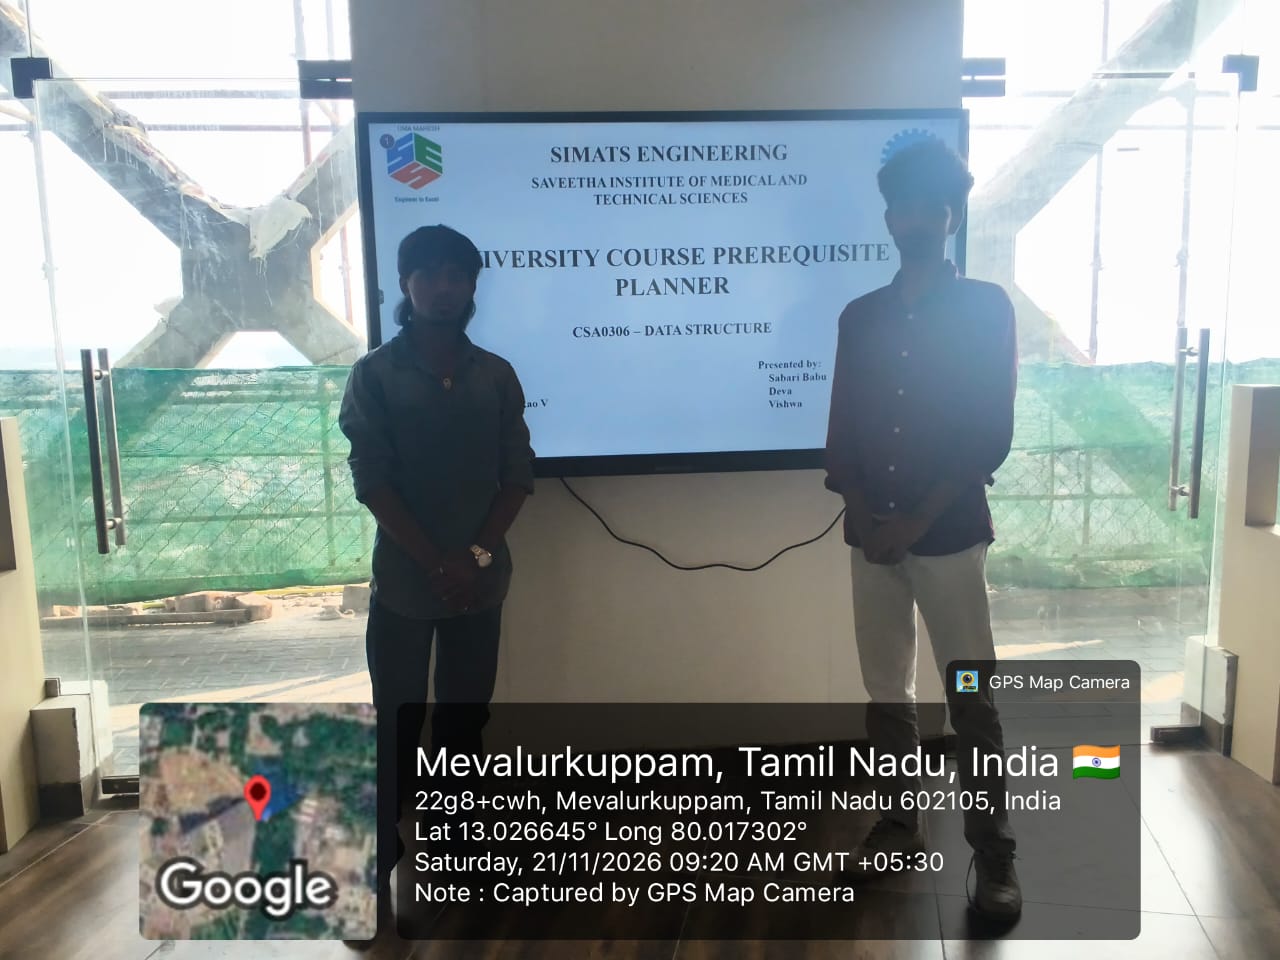 UMA MAHESH
1
SES
Engineer to Excel
SIMATS ENGINEERING
SAVEETHA INSTITUTE OF MEDICAL AND
TECHNICAL SCIENCES
IVERSITY COURSE PREREQUISITE
PLANNER
CSA0306 – DATA STRUCTURE
Presented by:
Sabari Babu
Deva
Vishwa
ao V
GPS Map Camera
Mevalurkuppam, Tamil Nadu, India
22g8+cwh, Mevalurkuppam, Tamil Nadu 602105, India
Lat 13.026645° Long 80.017302°
Saturday, 21/11/2026 09:20 AM GMT +05:30
Note : Captured by GPS Map Camera
Google